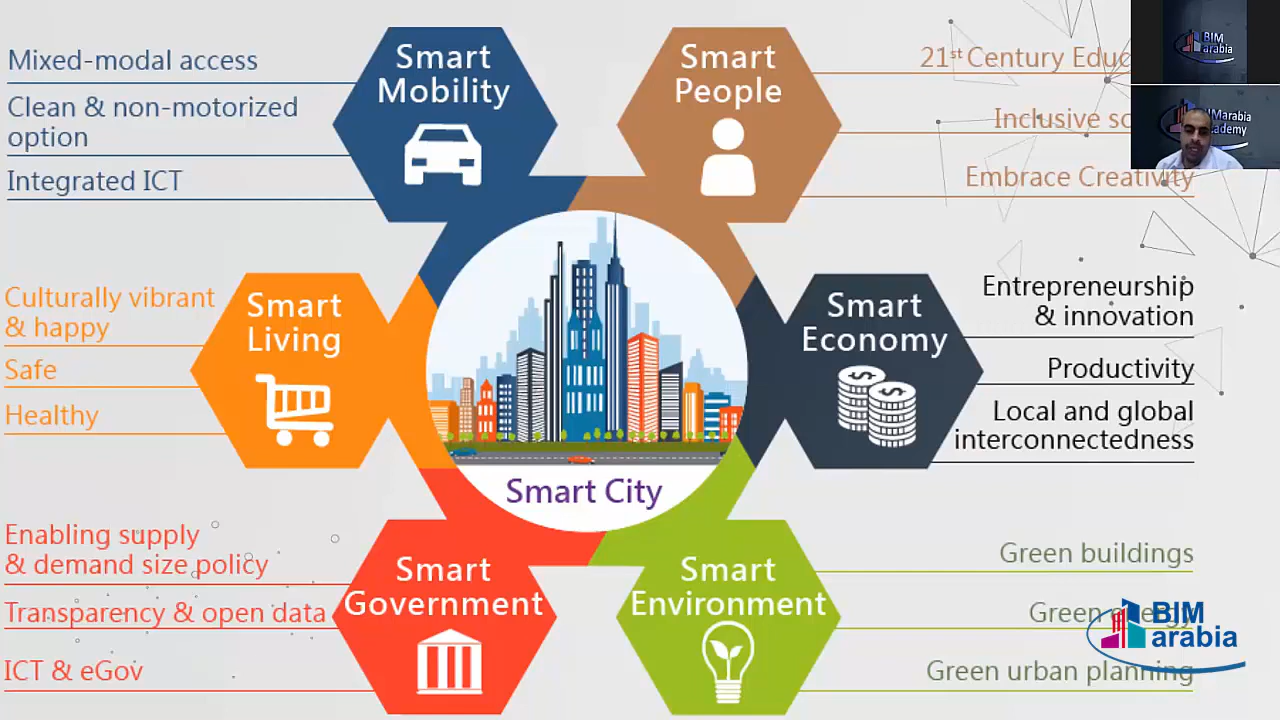 Smart
Mobility
Mixed-modal access
Clean & non-motorized
option
Integrated ICT
Smart
People
21st Century
Inclusive
Embrace Creativity
Smart
Living
Culturally vibrant
& happy
Safe
Healthy
Smart
Economy
Entrepreneurship
& innovation
Productivity
Local and global
interconnectedness
Smart City
Smart
Government
Enabling supply
& demand size policy
Transparency & open data
ICT & eGov
Smart
Environment
Green buildings
Green energy
Green urban planning
BIM
arabia
BIM
arabia
BIMarabia
Academy